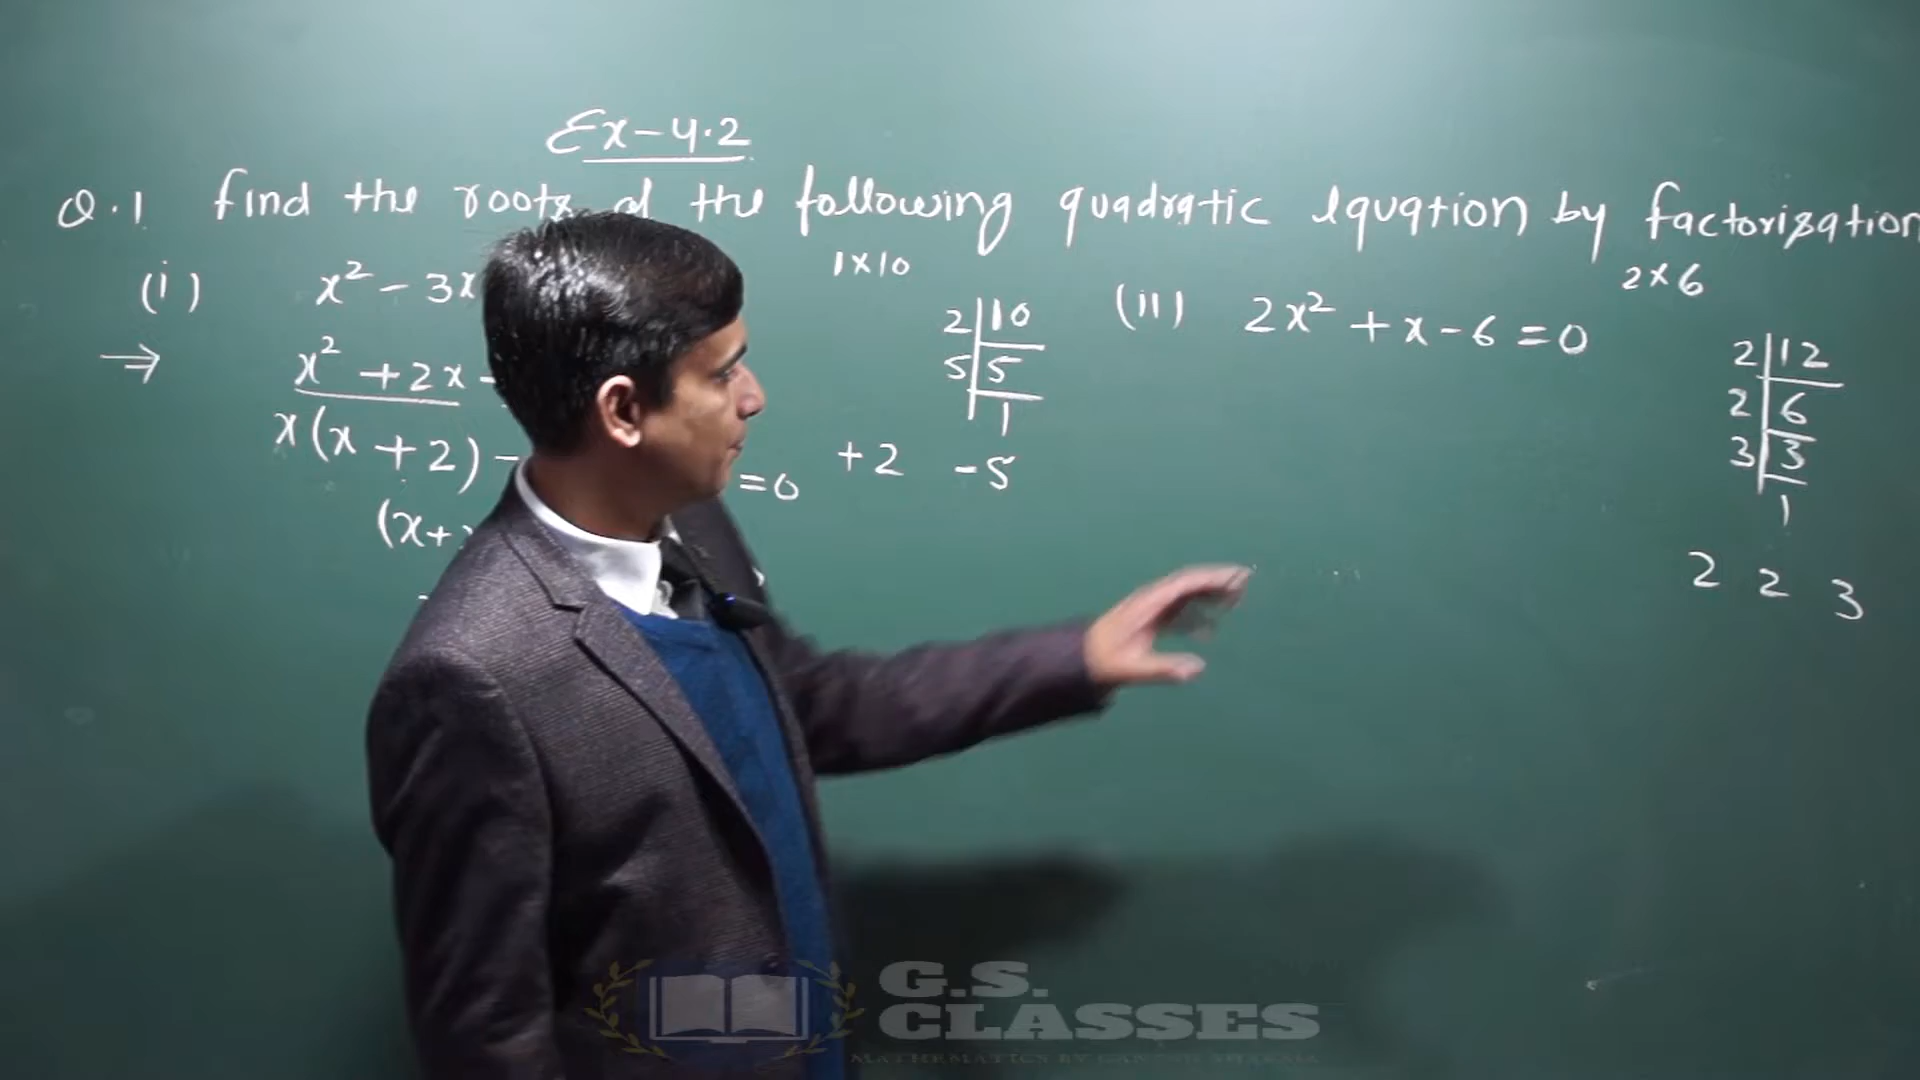 Ex-4.2
Q.1 find the roots of the following quadratic equation by factorization
(i) x² - 3x
1×10
→ x² + 2x -
x(x + 2) -
= 0
(x+
2 | 10
5 | 5
1
+2 -5
(ii) 2x² + x - 6 = 0
2×6
2 | 12
2 | 6
3 | 3
1
2 2 3
G.S.
CLASSES